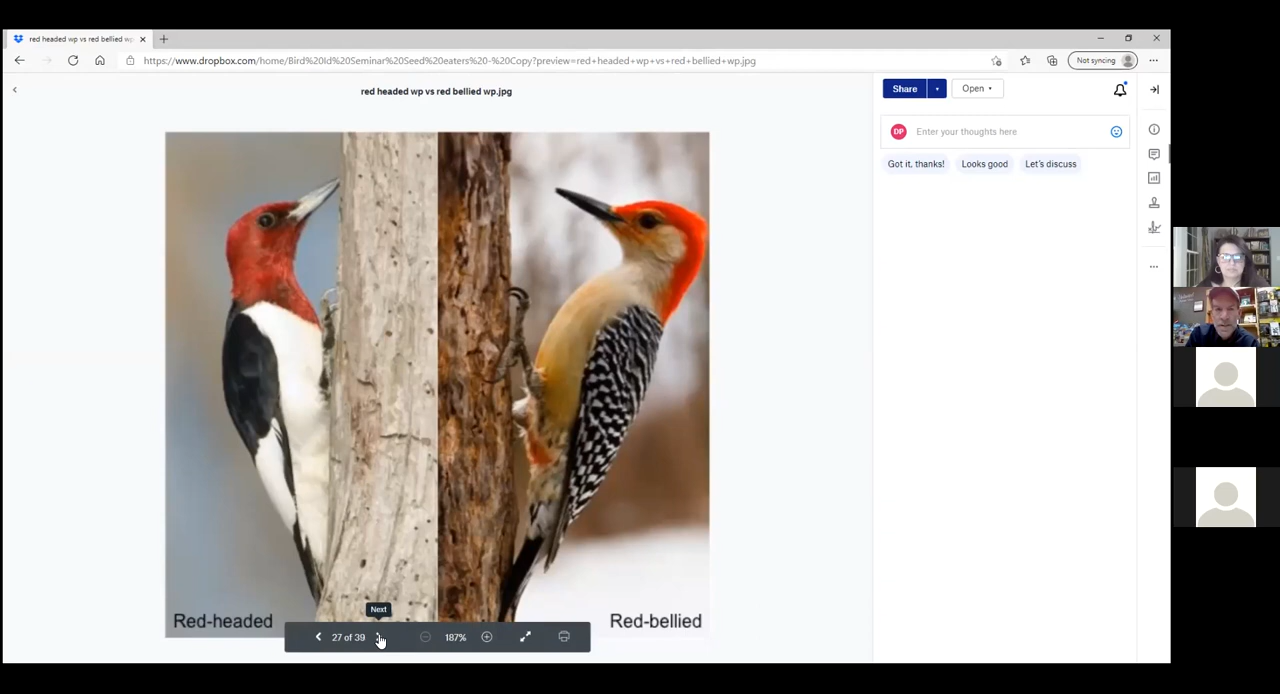 red headed wp vs red bellied wp
https://www.dropbox.com/home/Bird%20Id%20Seminar%20Seed%20eaters%20-%20Copy?preview=red+headed+wp+vs+red+bellied+wp.jpg
Not syncing
red headed wp vs red bellied wp.jpg
Share
Open
DP
Enter your thoughts here
Got it, thanks!
Looks good
Let's discuss
Red-headed
Red-bellied
Next
27 of 39
187%